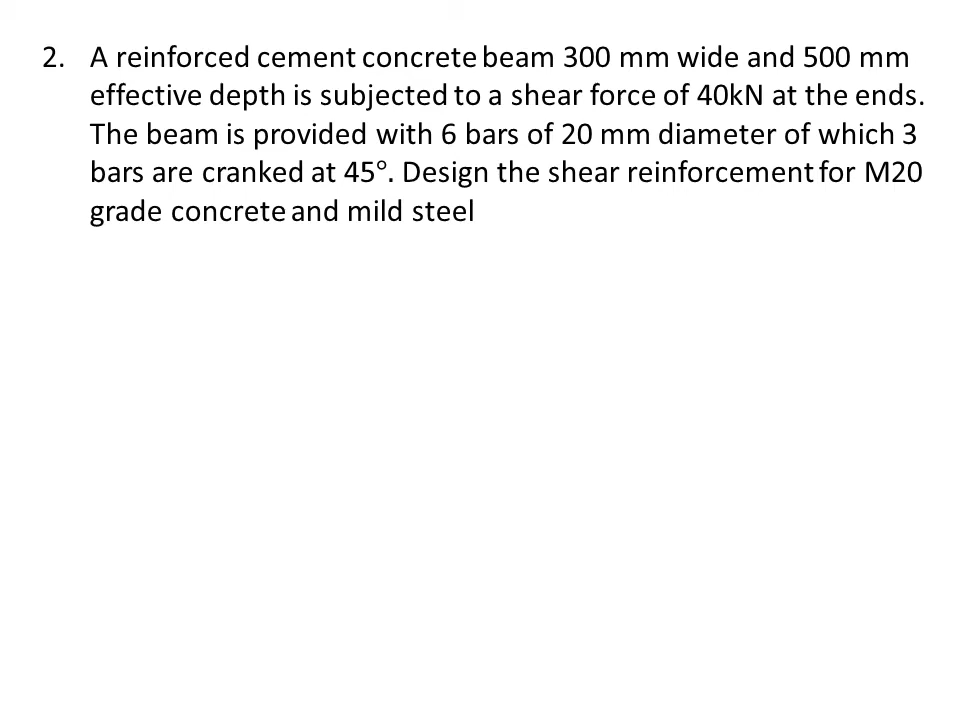 2. A reinforced cement concrete beam 300 mm wide and 500 mm
effective depth is subjected to a shear force of 40kN at the ends.
The beam is provided with 6 bars of 20 mm diameter of which 3
bars are cranked at 45°. Design the shear reinforcement for M20
grade concrete and mild steel